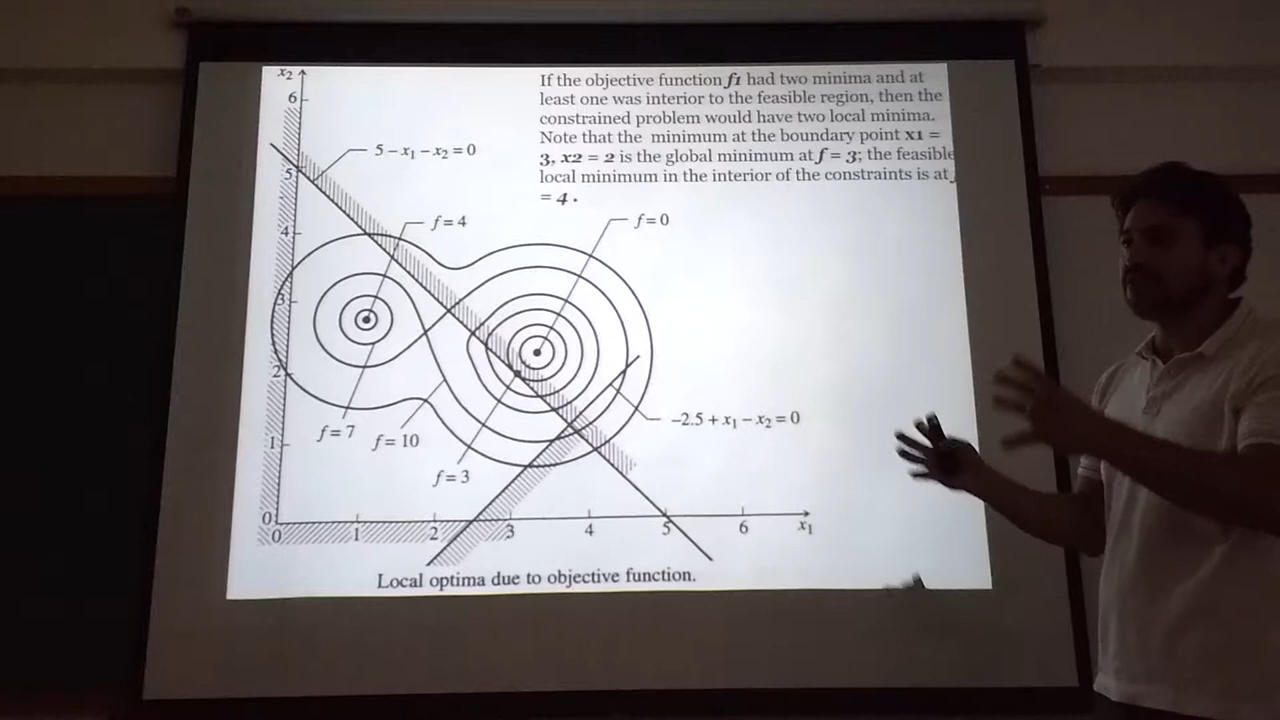 If the objective function f1 had two minima and at
least one was interior to the feasible region, then the
constrained problem would have two local minima.
Note that the minimum at the boundary point x1 =
3, x2 = 2 is the global minimum at f = 3; the feasible
local minimum in the interior of the constraints is at
= 4.
x₂
6
5 − x₁ − x₂ = 0
5
f = 4
f = 0
4
3
2
−2.5 + x₁ − x₂ = 0
f = 7
f = 10
1
f = 3
0
0 1 2 3 4 5 6 x₁
Local optima due to objective function.